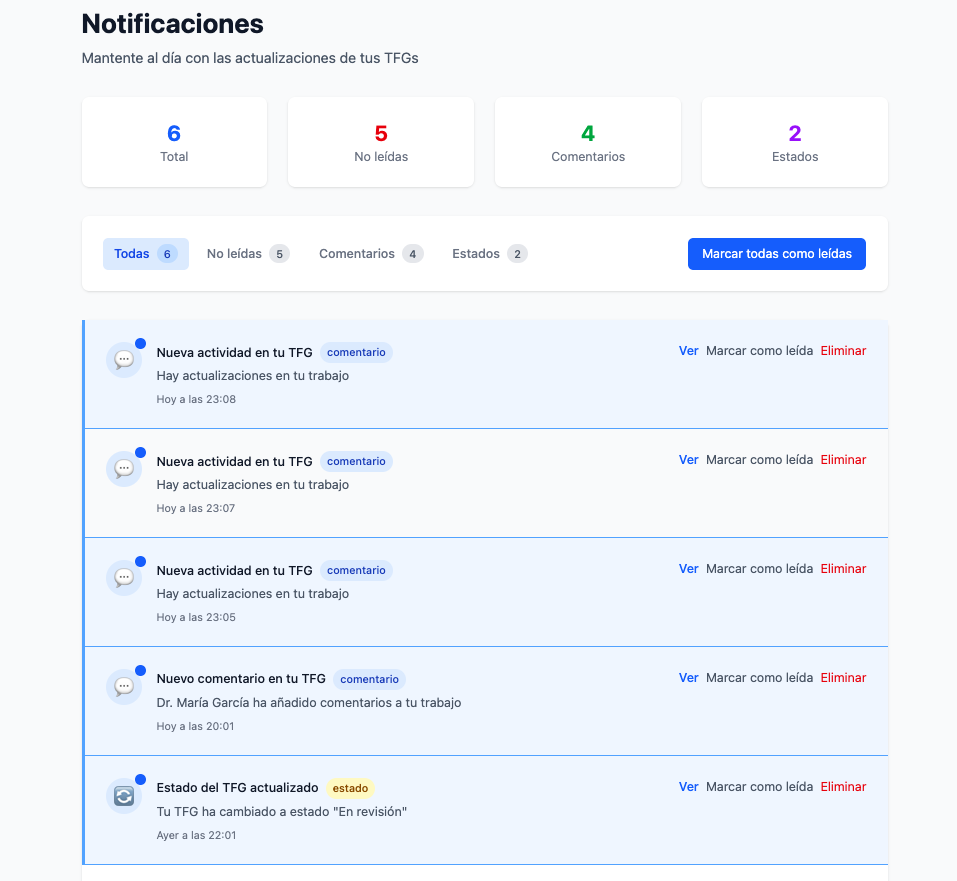 Notificaciones
Mantente al día con las actualizaciones de tus TFGs
6
Total
5
No leídas
4
Comentarios
2
Estados
Todas 6 No leídas 5 Comentarios 4 Estados 2 Marcar todas como leídas
Nueva actividad en tu TFG comentario Ver Marcar como leída Eliminar
Hay actualizaciones en tu trabajo
Hoy a las 23:08
Nueva actividad en tu TFG comentario Ver Marcar como leída Eliminar
Hay actualizaciones en tu trabajo
Hoy a las 23:07
Nueva actividad en tu TFG comentario Ver Marcar como leída Eliminar
Hay actualizaciones en tu trabajo
Hoy a las 23:05
Nuevo comentario en tu TFG comentario Ver Marcar como leída Eliminar
Dr. María García ha añadido comentarios a tu trabajo
Hoy a las 20:01
Estado del TFG actualizado estado Ver Marcar como leída Eliminar
Tu TFG ha cambiado a estado "En revisión"
Ayer a las 22:01